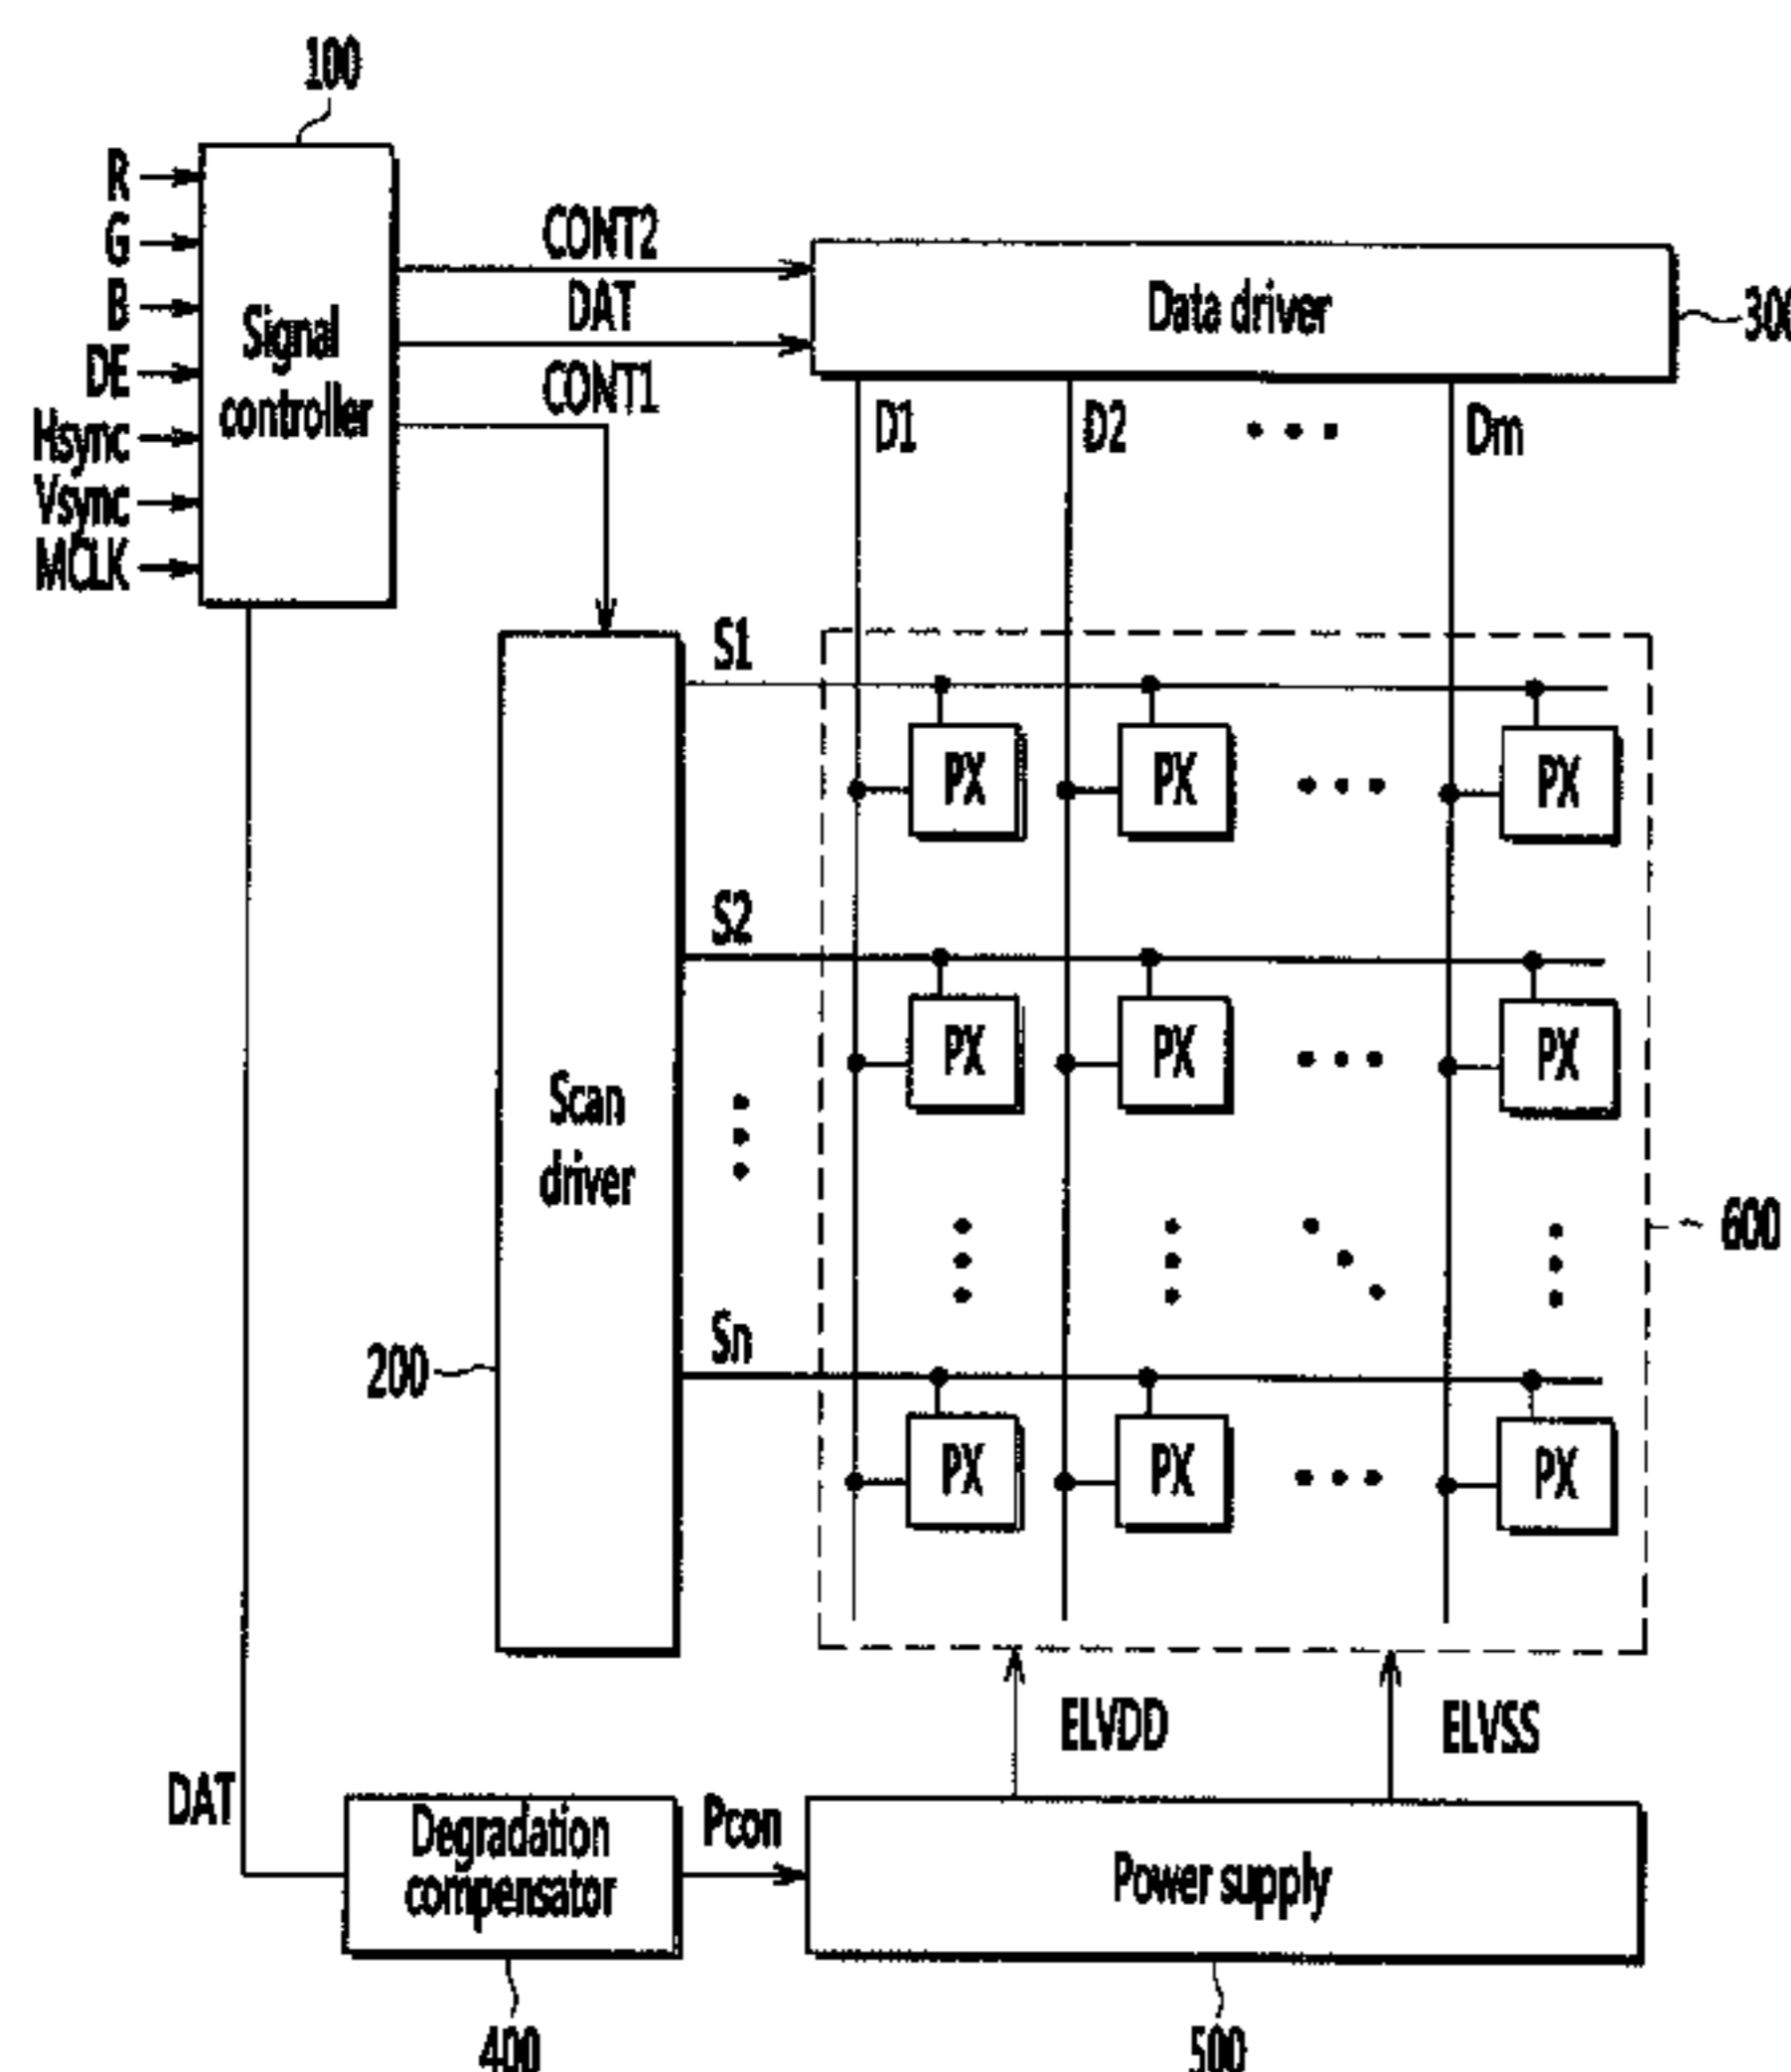 100
R
G
B
DE
Hsync
Vsync
MCLK
Signal
controller
CONT2
DAT
CONT1
Data driver
300
D1
D2
Dm
S1
PX
PX
PX
S2
PX
PX
PX
Scan
driver
600
Sn
200
PX
PX
PX
ELVDD
ELVSS
DAT
Degradation
compensator
Pcon
Power supply
400
500